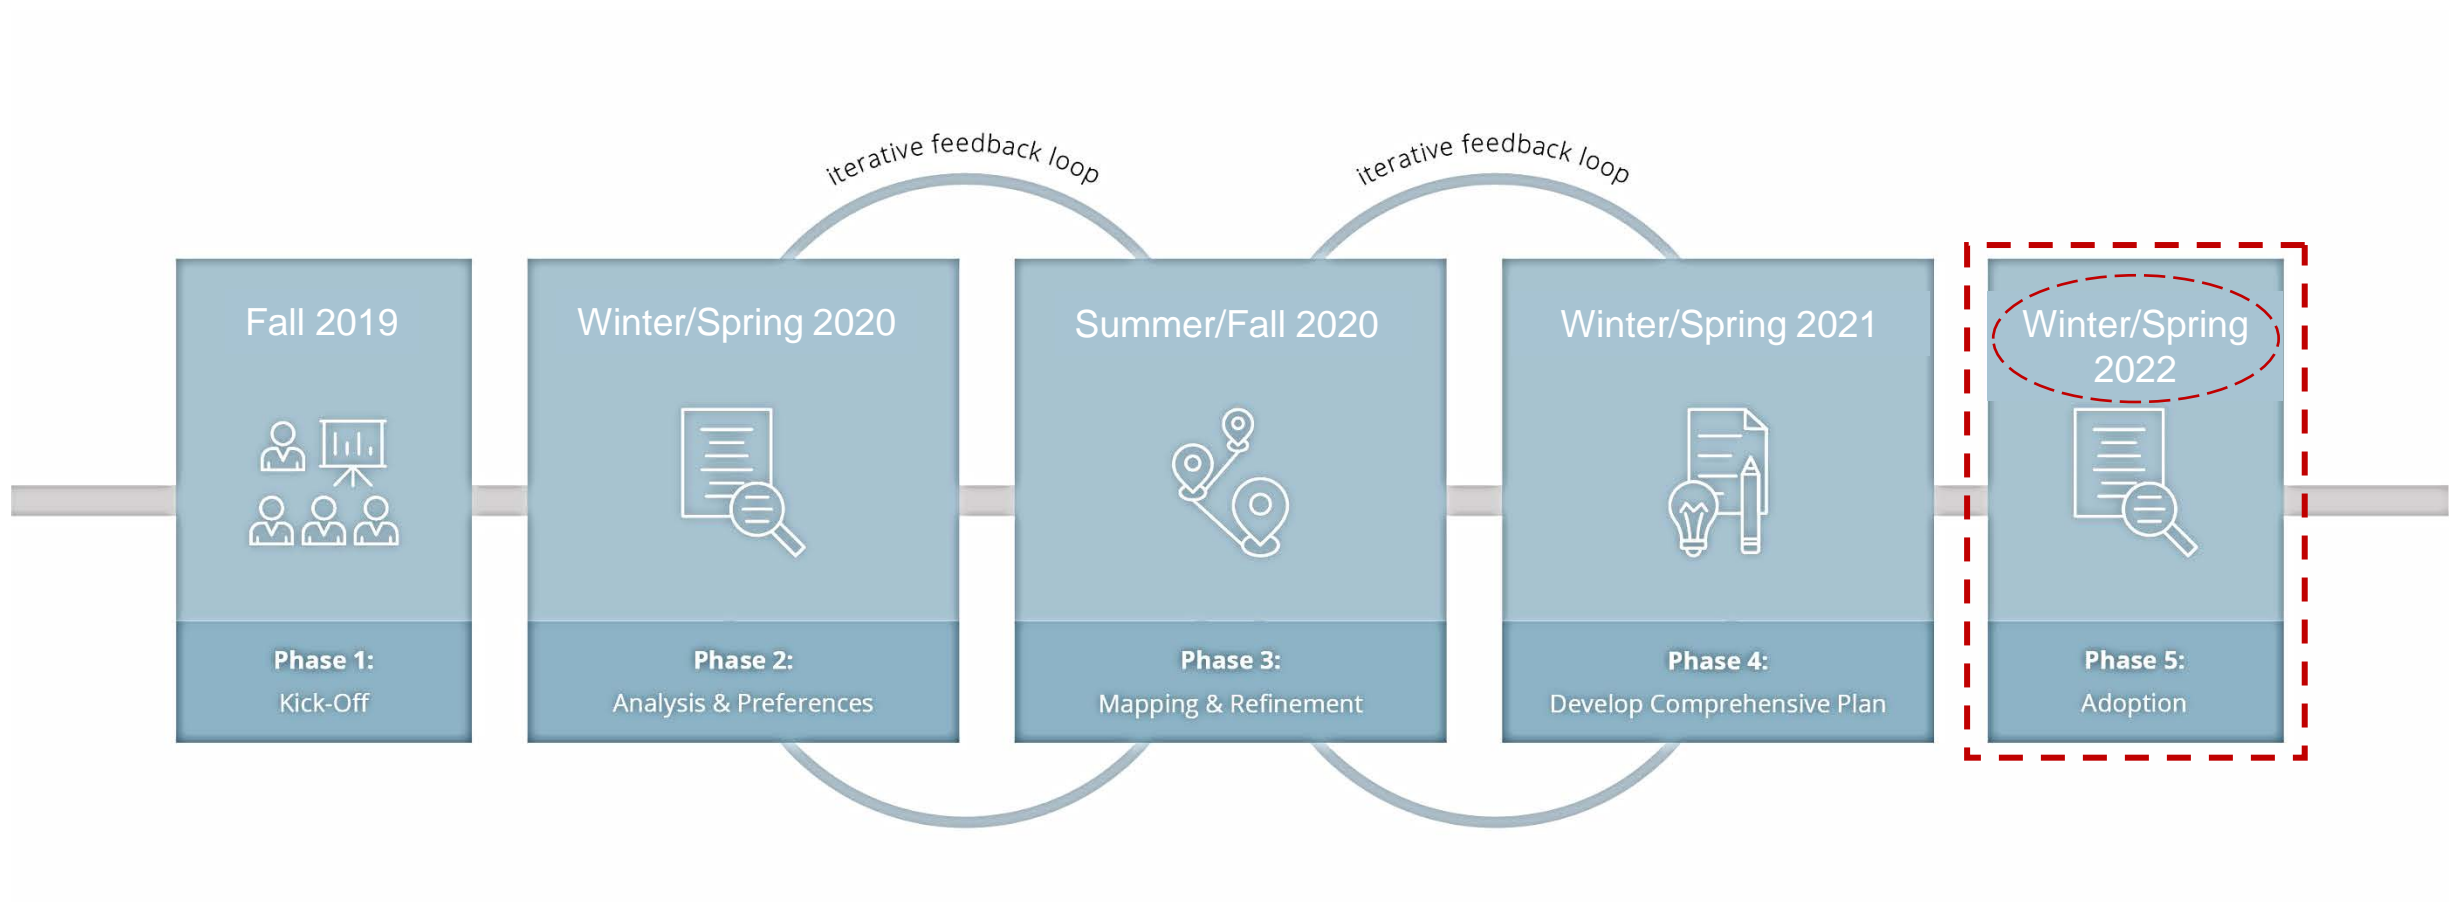 iterative feedback loop
iterative feedback loop
Fall 2019
Phase 1:
Kick-Off
Winter/Spring 2020
Phase 2:
Analysis & Preferences
Summer/Fall 2020
Phase 3:
Mapping & Refinement
Winter/Spring 2021
Phase 4:
Develop Comprehensive Plan
Winter/Spring
2022
Phase 5:
Adoption